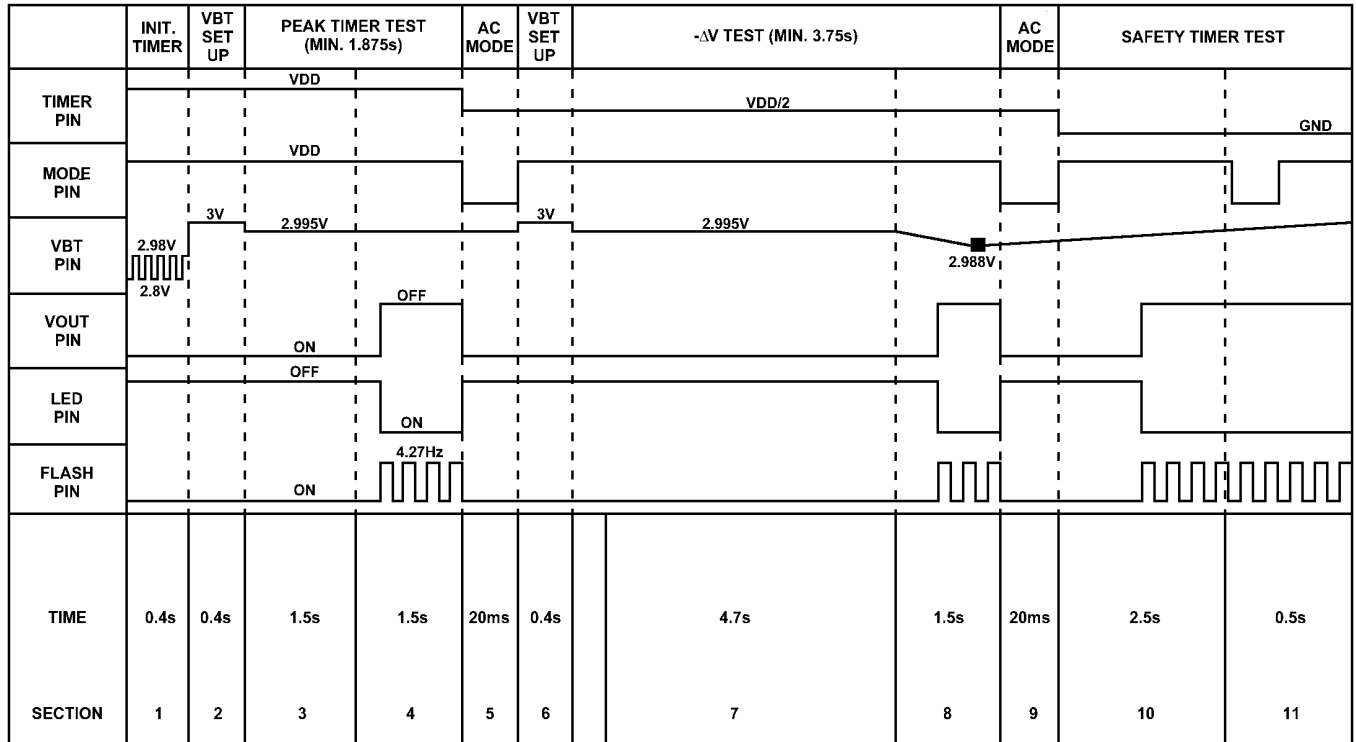 INIT. TIMER
VBT SET UP
PEAK TIMER TEST (MIN. 1.875s)
AC MODE
VBT SET UP
-ΔV TEST (MIN. 3.75s)
AC MODE
SAFETY TIMER TEST
TIMER PIN
VDD
VDD/2
GND
MODE PIN
VDD
VBT PIN
2.98V
2.8V
3V
2.995V
3V
2.995V
2.988V
VOUT PIN
ON
OFF
LED PIN
OFF
ON
FLASH PIN
ON
4.27Hz
TIME 0.4s 0.4s 1.5s 1.5s 20ms 0.4s 4.7s 1.5s 20ms 2.5s 0.5s
SECTION 1 2 3 4 5 6 7 8 9 10 11